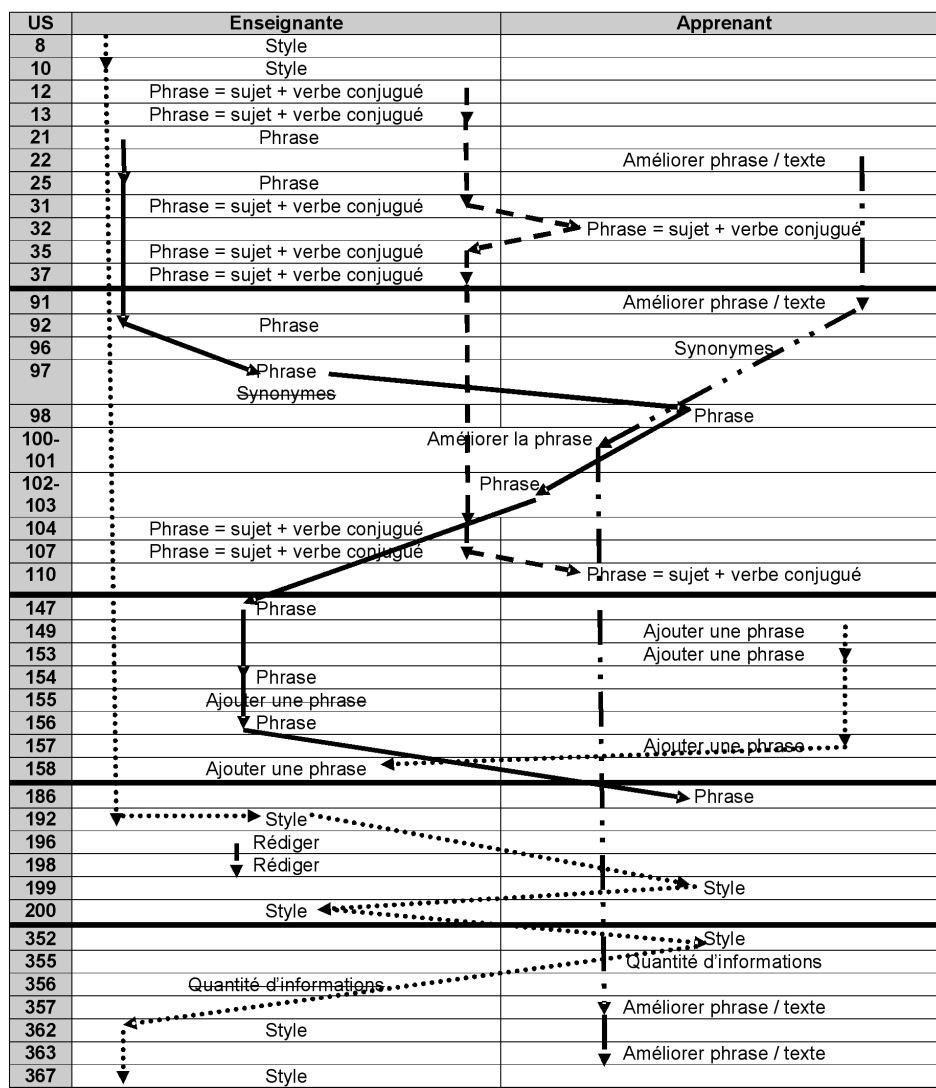 US Enseignante Apprenant
8 Style
10 Style
12 Phrase = sujet + verbe conjugué
13 Phrase = sujet + verbe conjugué
21 Phrase
22 Améliorer phrase / texte
25 Phrase
31 Phrase = sujet + verbe conjugué
32 Phrase = sujet + verbe conjugué
35 Phrase = sujet + verbe conjugué
37 Phrase = sujet + verbe conjugué
91 Améliorer phrase / texte
92 Phrase
96 Synonymes
97 Phrase
Synonymes
98 Phrase
100- Améliorer la phrase
101
102- Phrase
103
104 Phrase = sujet + verbe conjugué
107 Phrase = sujet + verbe conjugué
110 Phrase = sujet + verbe conjugué
147 Phrase
149 Ajouter une phrase
153 Ajouter une phrase
154 Phrase
155 Ajouter une phrase
156 Phrase
157 Ajouter une phrase
158 Ajouter une phrase
186 Phrase
192 Style
196 Rédiger
198 Rédiger
199 Style
200 Style
352 Style
355 Quantité d'informations
356 Quantité d'informations
357 Améliorer phrase / texte
362 Style
363 Améliorer phrase / texte
367 Style